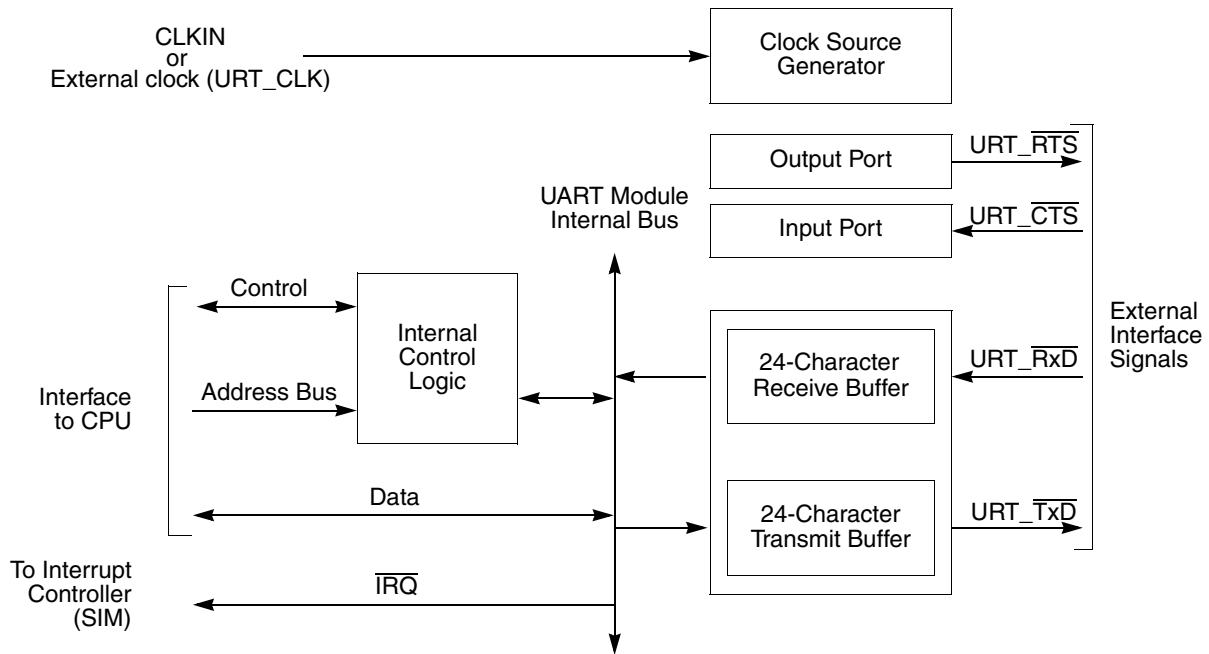 CLKIN
or
External clock (URT_CLK)
Clock Source
Generator
Output Port
URT_RTS
UART Module
Internal Bus
Input Port
URT_CTS
Control
Internal
Control
Logic
Address Bus
Interface
to CPU
24-Character
Receive Buffer
URT_RxD
External
Interface
Signals
Data
24-Character
Transmit Buffer
URT_TxD
To Interrupt
Controller
(SIM)
IRQ